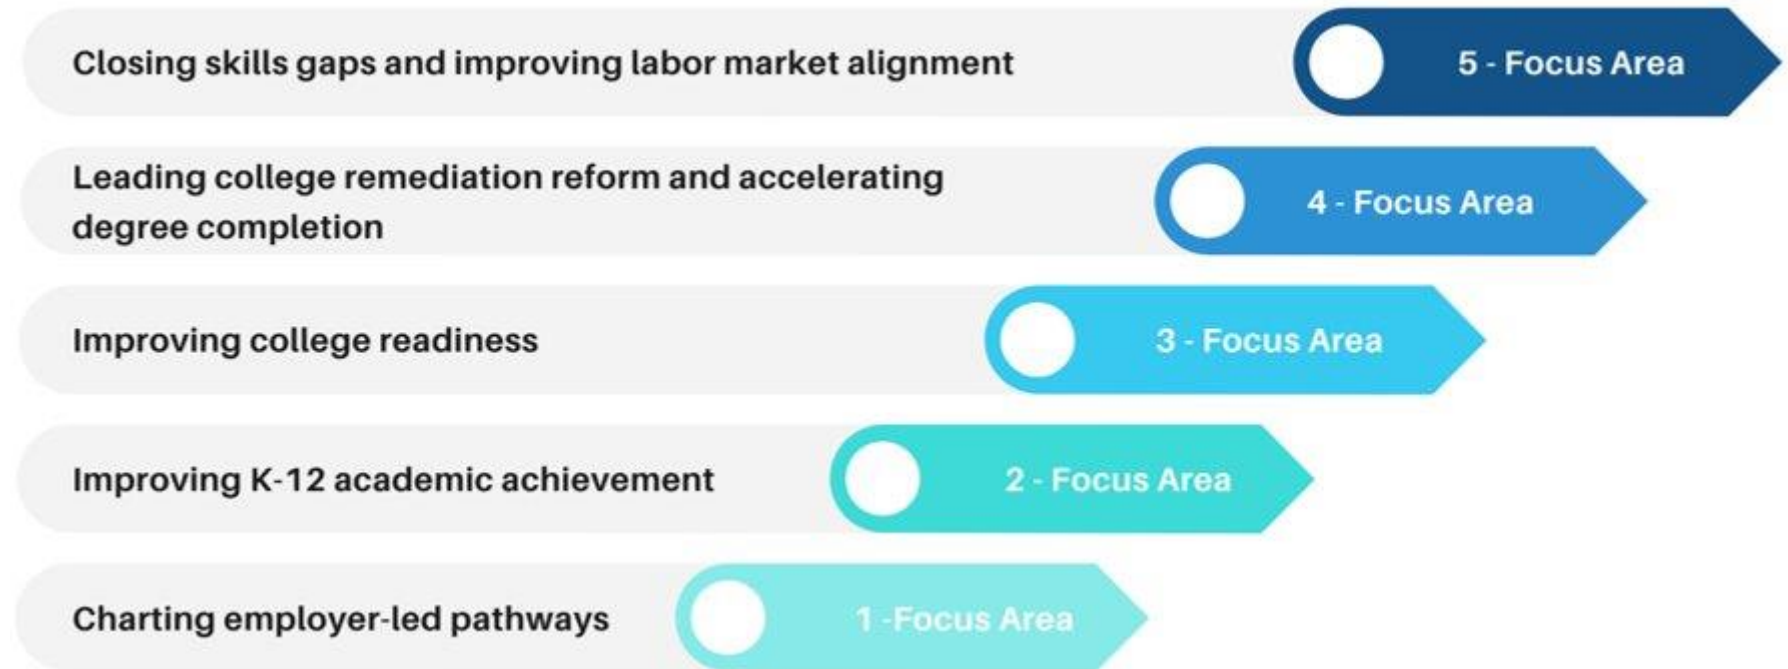 Closing skills gaps and improving labor market alignment
5 - Focus Area
Leading college remediation reform and accelerating
degree completion
4 - Focus Area
Improving college readiness
3 - Focus Area
Improving K-12 academic achievement
2 - Focus Area
Charting employer-led pathways
1 -Focus Area